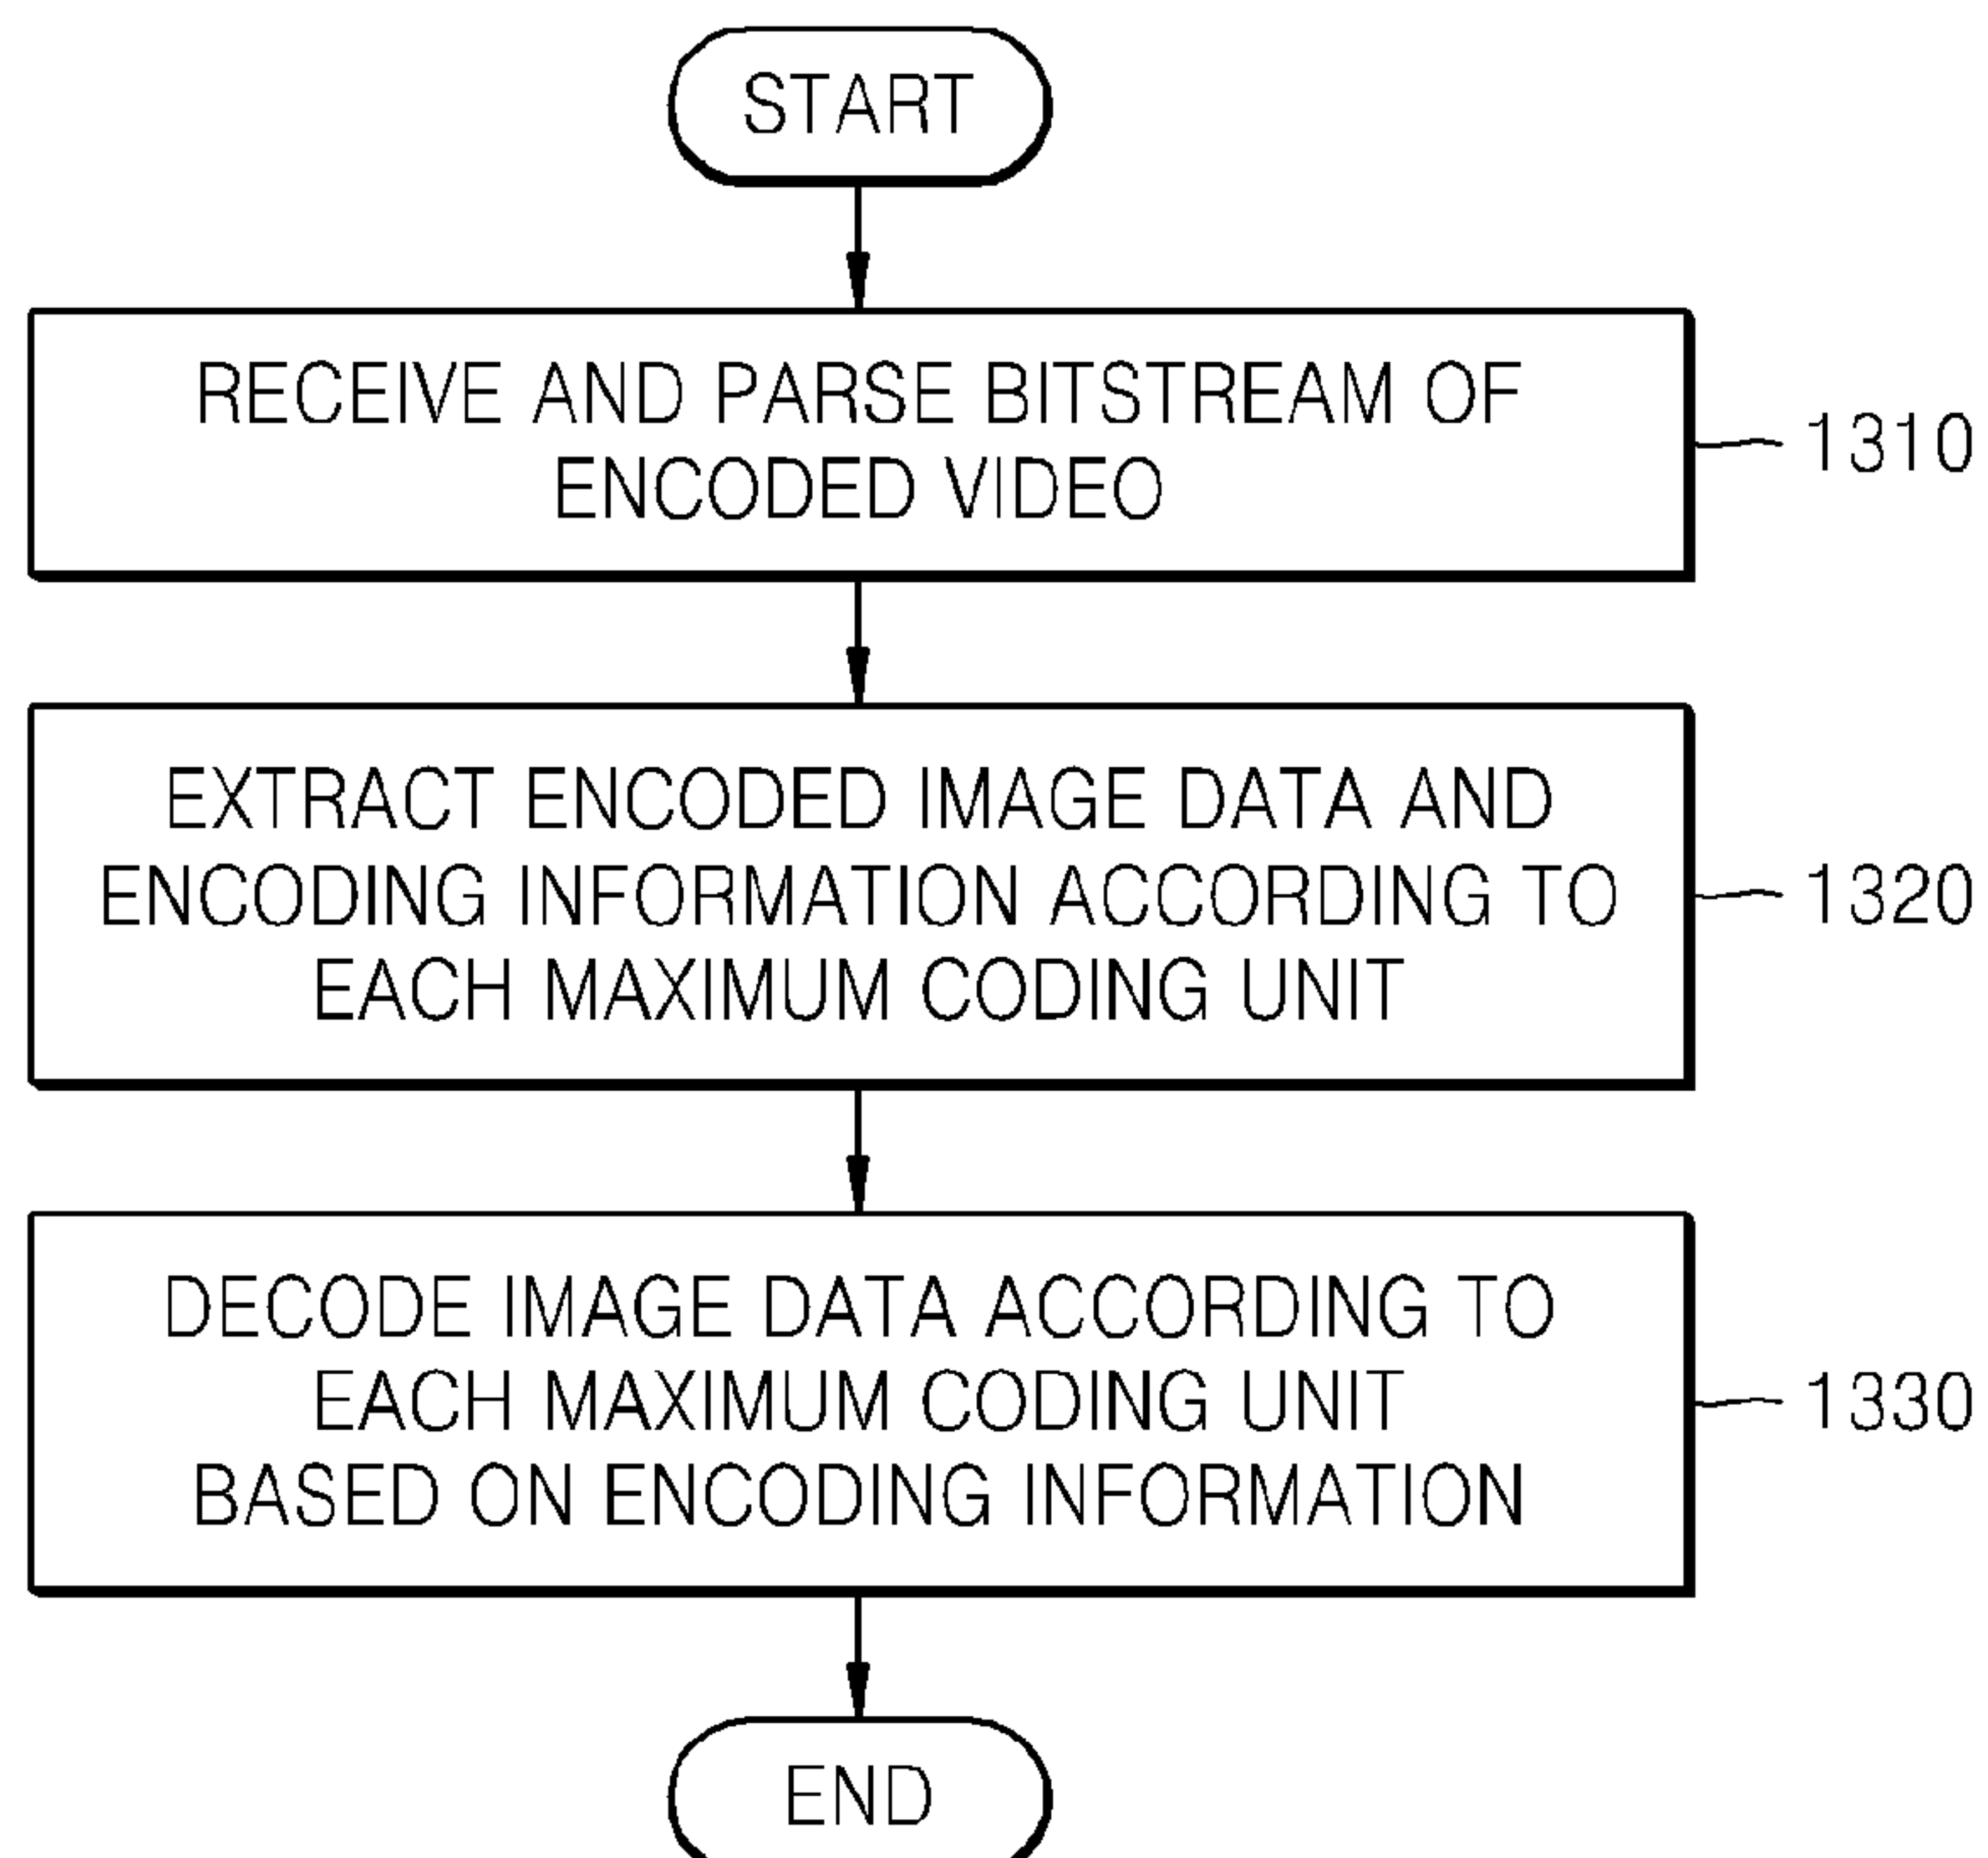 START
RECEIVE AND PARSE BITSTREAM OF
ENCODED VIDEO
1310
EXTRACT ENCODED IMAGE DATA AND
ENCODING INFORMATION ACCORDING TO
EACH MAXIMUM CODING UNIT
1320
DECODE IMAGE DATA ACCORDING TO
EACH MAXIMUM CODING UNIT
BASED ON ENCODING INFORMATION
1330
END